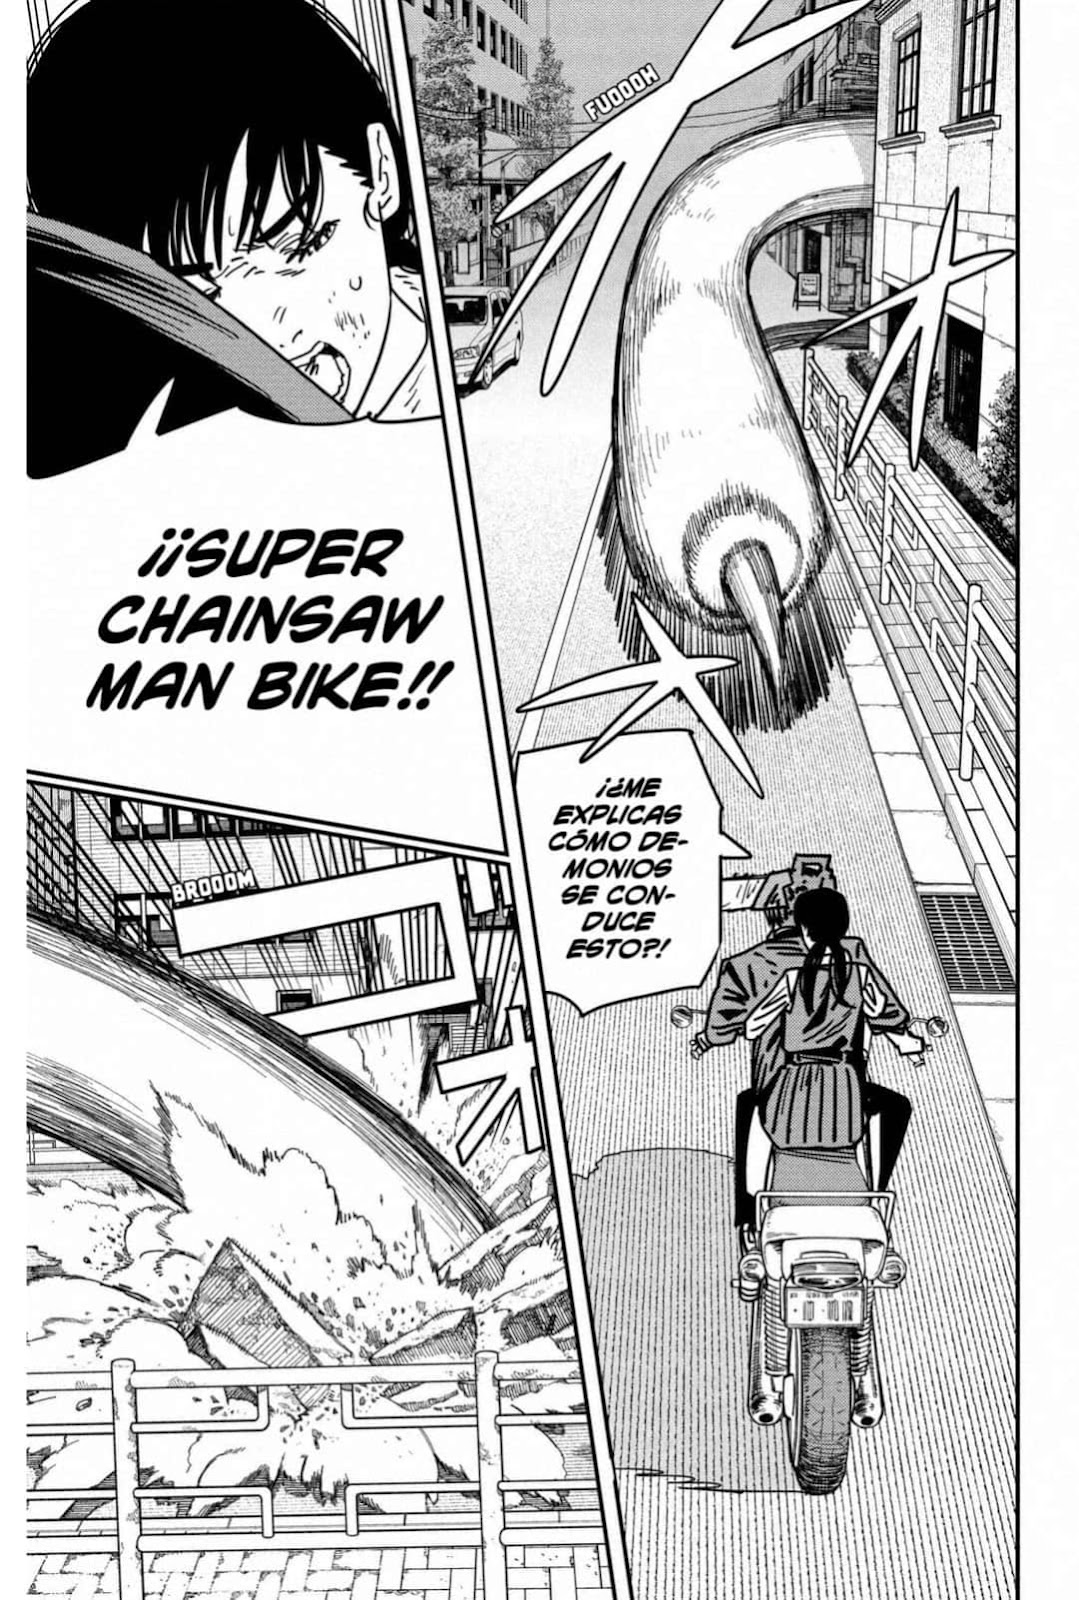 FUOOOH
¡¿ME
EXPLICAS
CÓMO DE-
MONIOS
SE CON-
DUCE
ESTO?!
¡¡SUPER
CHAINSAW
MAN BIKE!!
BROOOM